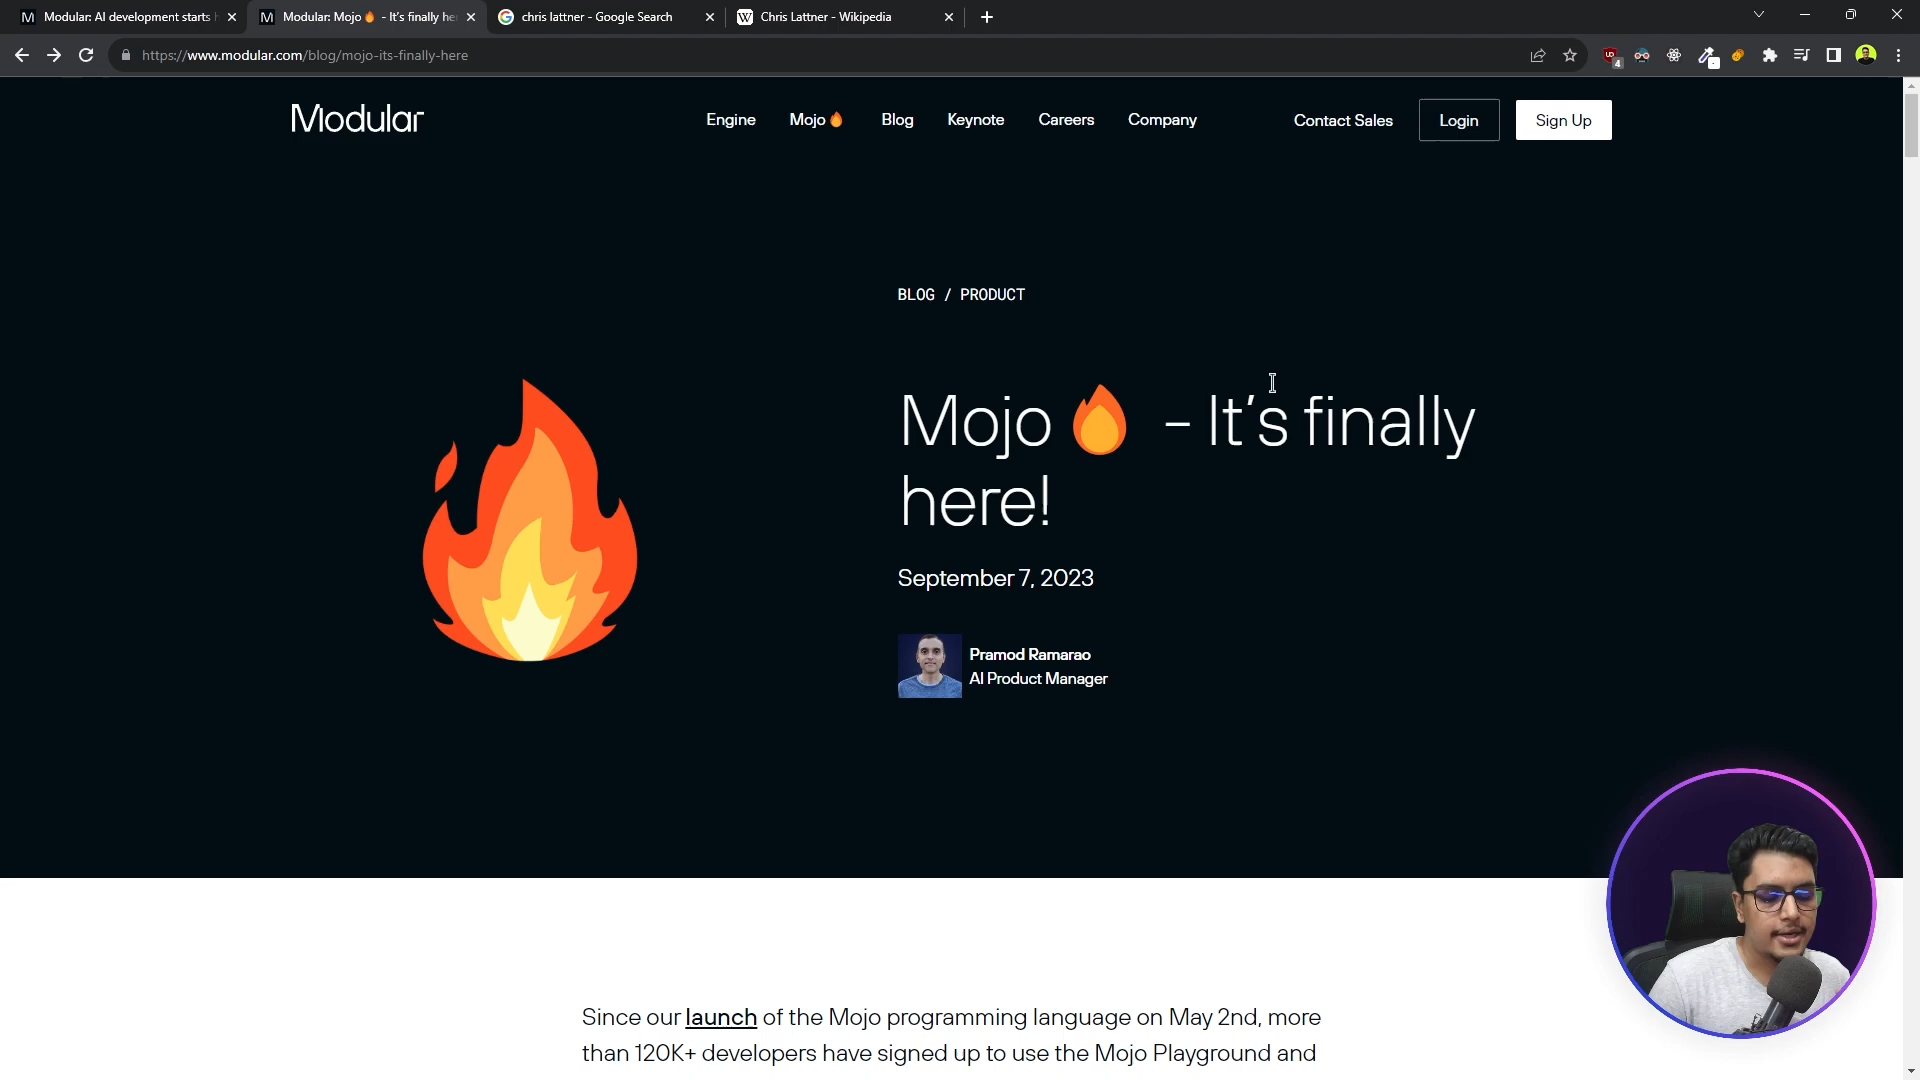 Modular: AI development starts
Modular: Mojo🔥 - It's finally he
chris lattner - Google Search
Chris Lattner - Wikipedia
https://www.modular.com/blog/mojo-its-finally-here
4
Modular
Engine
Mojo🔥
Blog
Keynote
Careers
Company
Contact Sales
Login
Sign Up
BLOG / PRODUCT
Mojo🔥 - It's finally
here!
September 7, 2023
Pramod Ramarao
AI Product Manager
Since our launch of the Mojo programming language on May 2nd, more
than 120K+ developers have signed up to use the Mojo Playground and